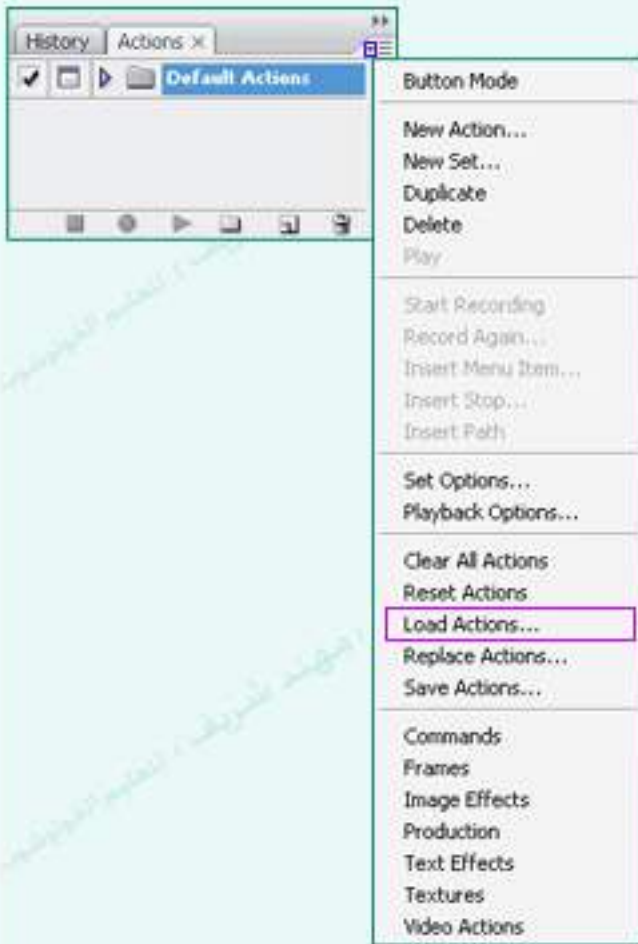 History
Actions ×
Default Actions
Button Mode
New Action...
New Set...
Duplicate
Delete
Play
Start Recording
Record Again...
Insert Menu Item...
Insert Stop...
Insert Path
Set Options...
Playback Options...
Clear All Actions
Reset Actions
Load Actions...
Replace Actions...
Save Actions...
Commands
Frames
Image Effects
Production
Text Effects
Textures
Video Actions